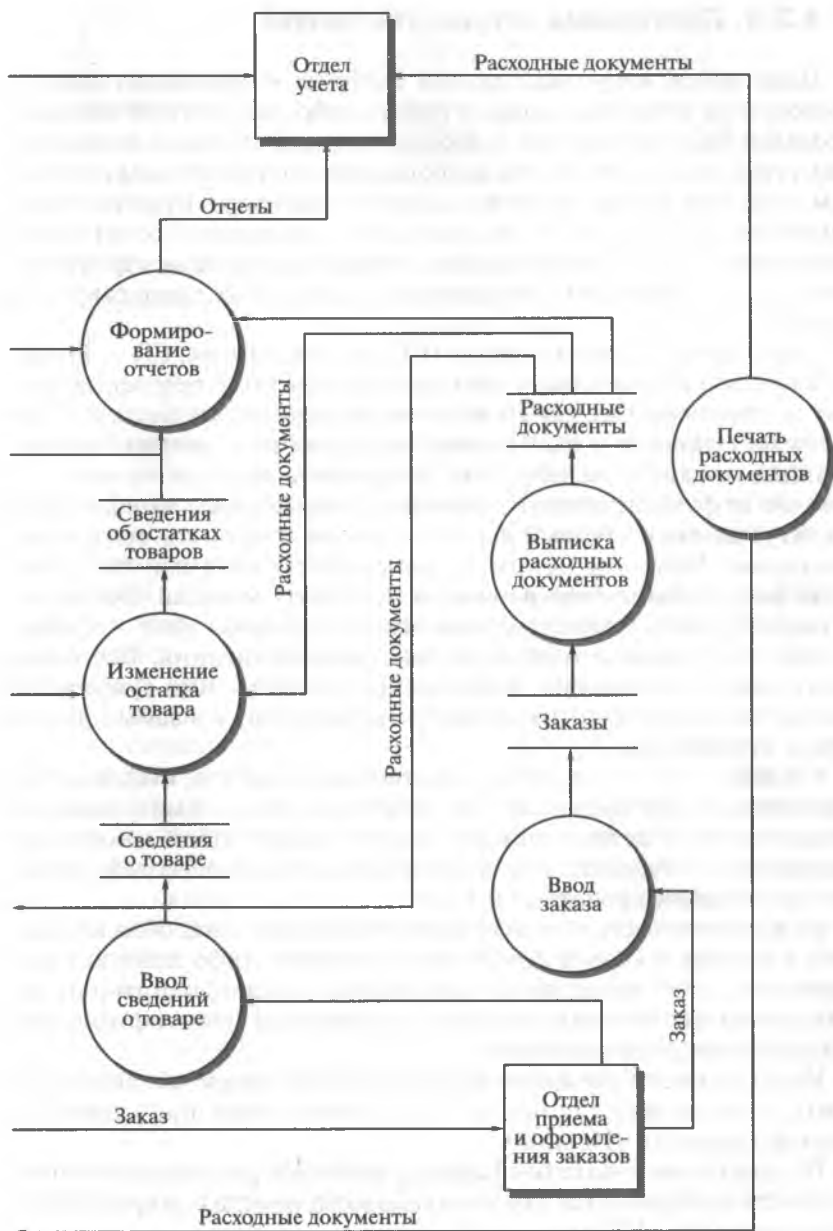 Отдел
учета
Расходные документы
Отчеты
Формиро-
вание
отчетов
Расходные документы
Расходные
документы
Печать
расходных
документов
Сведения
об остатках
товаров
Выписка
расходных
документов
Расходные документы
Изменение
остатка
товара
Заказы
Сведения
о товаре
Ввод
заказа
Ввод
сведений
о товаре
Заказ
Заказ
Отдел
приема
и оформле-
ния заказов
Расходные документы